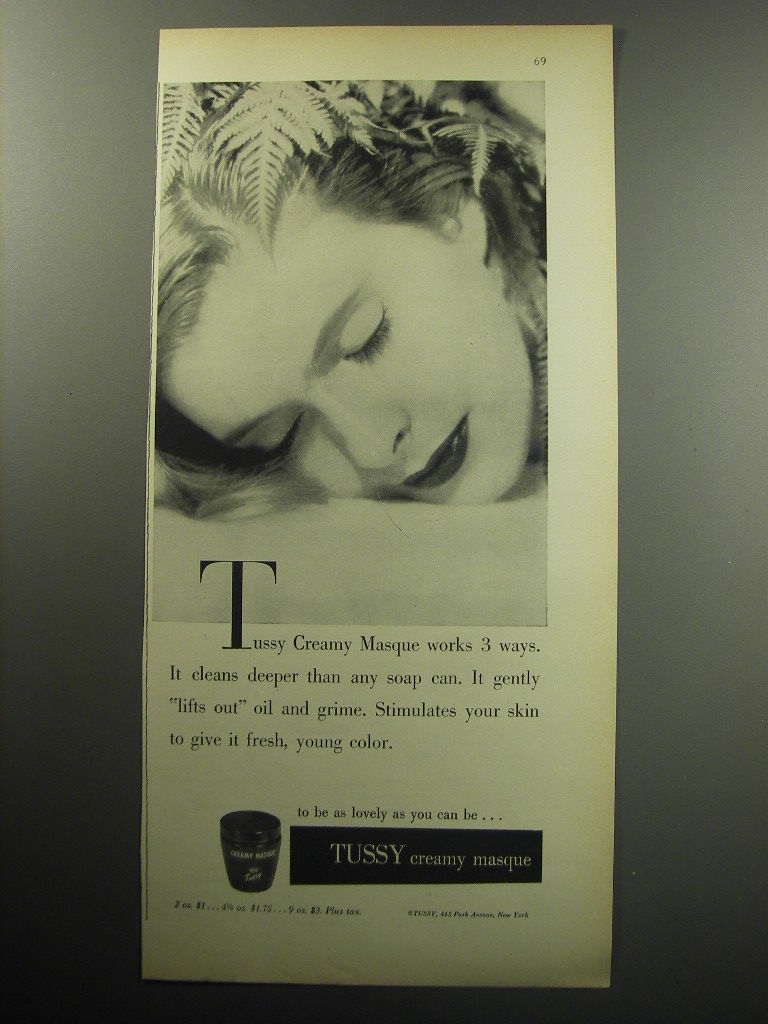 69
Tussy Creamy Masque works 3 ways.
It cleans deeper than any soap can. It gently
"lifts out" oil and grime. Stimulates your skin
to give it fresh, young color.
to be as lovely as you can be . . .
CREAMY MASQUE
Tussy
TUSSY creamy masque
2 oz. $1 . . . 4½ oz. $1.75 . . . 9 oz. $3. Plus tax.
©TUSSY, 445 Park Avenue, New York